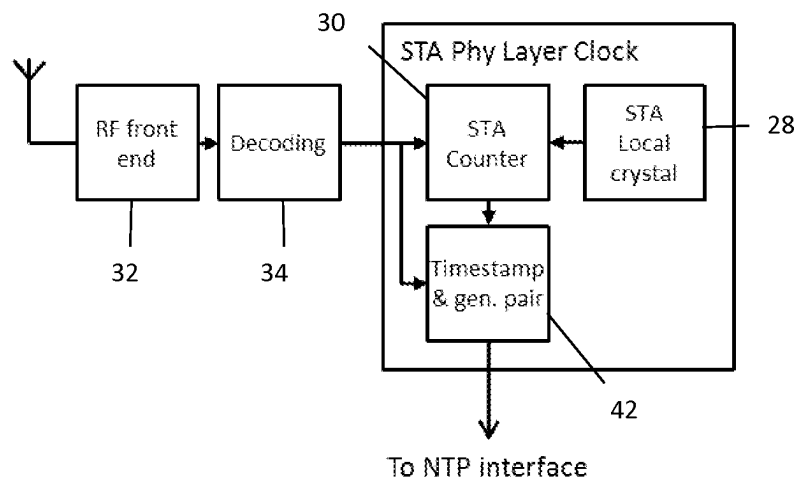 30
STA Phy Layer Clock
RF front
end
Decoding
STA
Counter
STA
Local
crystal
28
32
34
Timestamp
& gen. pair
42
To NTP interface